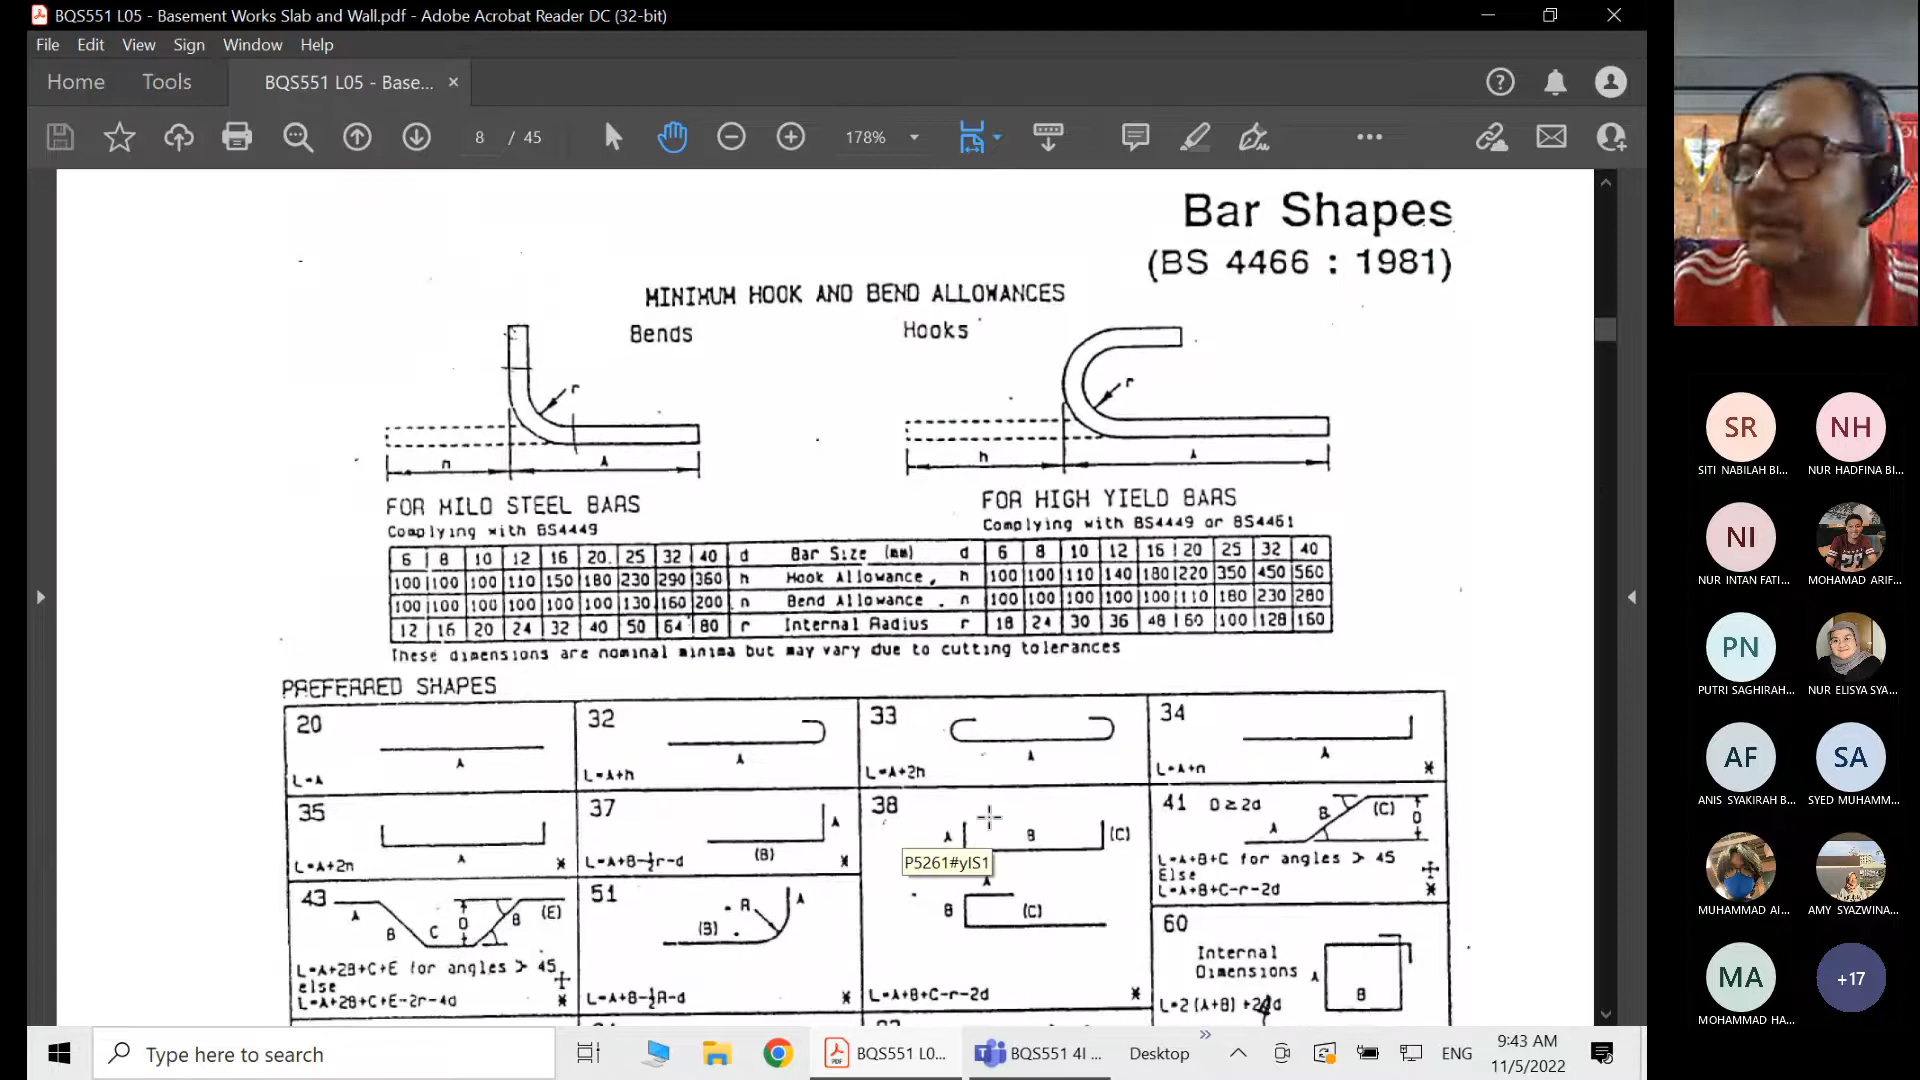 BQS551 L05 - Basement Works Slab and Wall.pdf - Adobe Acrobat Reader DC (32-bit)
File Edit View Sign Window Help
Home Tools BQS551 L05 - Base... ×
8 / 45 178%
Bar Shapes
(BS 4466 : 1981)
MINIMUM HOOK AND BEND ALLOWANCES
Bends Hooks
r r
n A h A
FOR MILD STEEL BARS FOR HIGH YIELD BARS
Complying with BS4449 Complying with BS4449 or BS4461
6 8 10 12 16 20 25 32 40 d Bar Size (mm) d 6 8 10 12 16 20 25 32 40
100 100 100 110 150 180 230 290 360 h Hook Allowance, h 100 100 110 140 180 220 350 450 560
100 100 100 100 100 100 130 160 200 n Bend Allowance . n 100 100 100 100 100 110 180 230 280
12 16 20 24 32 40 50 64 80 r Internal Radius r 18 24 30 36 48 60 100 128 160
These dimensions are nominal minima but may vary due to cutting tolerances
PREFERRED SHAPES
20 A L=A
32 A L=A+h
33 A L=A+2h
34 A L=A+n *
35 A L=A+2n *
37 A (B) L=A+B-½r-d *
38 A B (C)
P5261#yIS1
A B (C)
L=A+B+C-r-2d *
41 D≥2d A B (C) D
L=A+B+C for angles > 45
Else
L=A+B+C-r-2d *
43 A B C D B (E)
L=A+2B+C+E for angles > 45
else
L=A+2B+C+E-2r-4d *
51 R A (B)
L=A+B-½R-d *
60
Internal
Dimensions A
B
SR NH
SITI NABILAH BI... NUR HADFINA BI...
NI
NUR INTAN FATI... MOHAMAD ARIF...
PN
PUTRI SAGHIRAH... NUR ELISYA SYA...
AF SA
ANIS SYAKIRAH B... SYED MUHAMM...
MUHAMMAD AI... AMY SYAZWINA...
MA +17
MOHAMMAD HA...
Type here to search
BQS551 L0... BQS551 4I ... Desktop
ENG
9:43 AM
11/5/2022